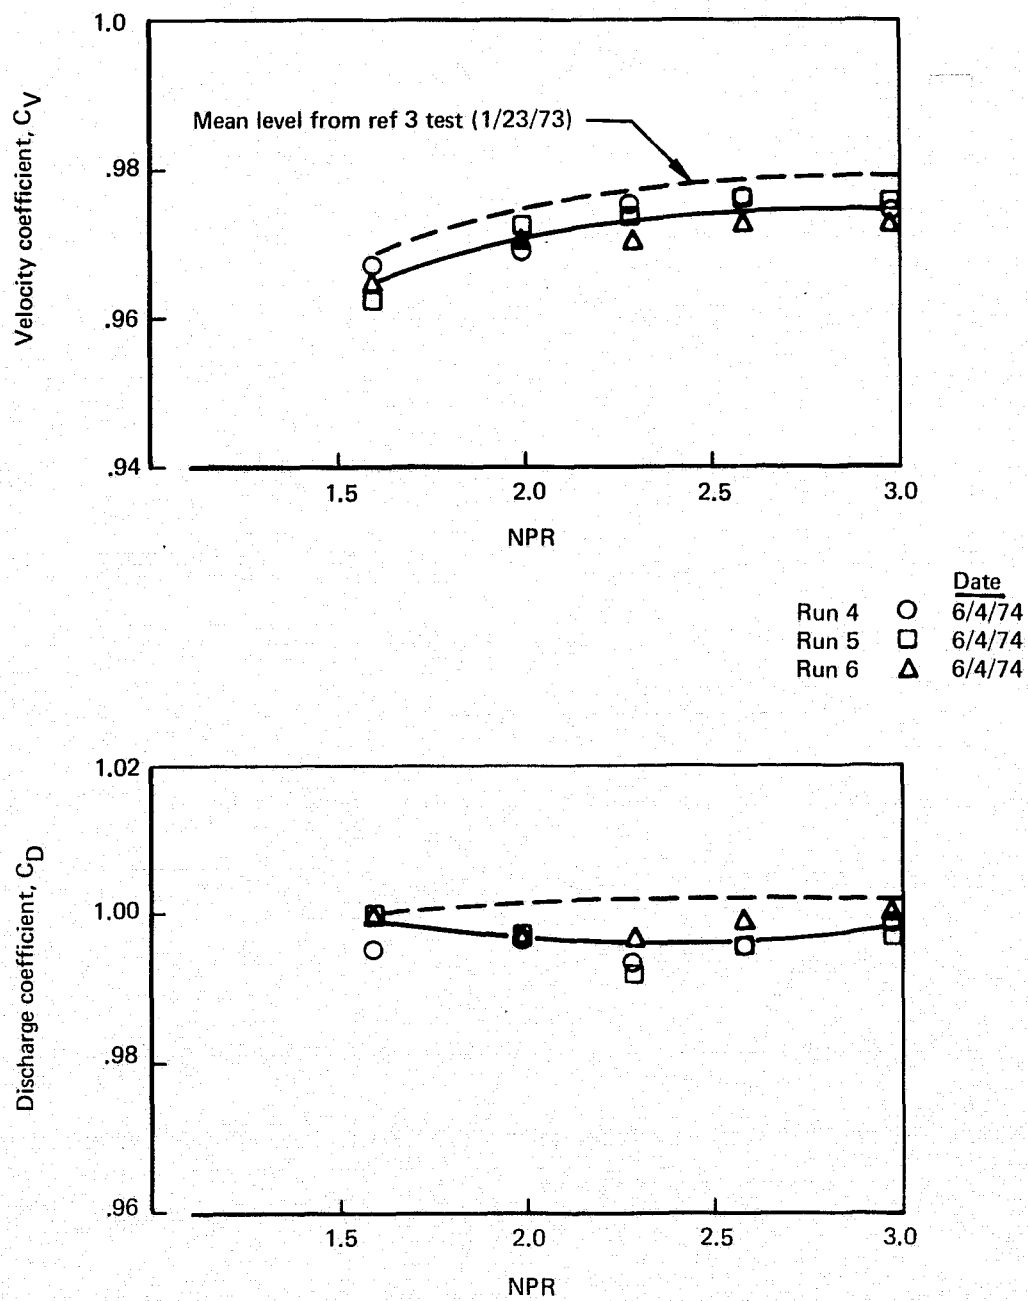 1.0
Velocity coefficient, CV
Mean level from ref 3 test (1/23/73)
.98
.96
.94
1.5 2.0 2.5 3.0
NPR
Date
Run 4 6/4/74
Run 5 6/4/74
Run 6 6/4/74
1.02
Discharge coefficient, CD
1.00
.98
.96
1.5 2.0 2.5 3.0
NPR